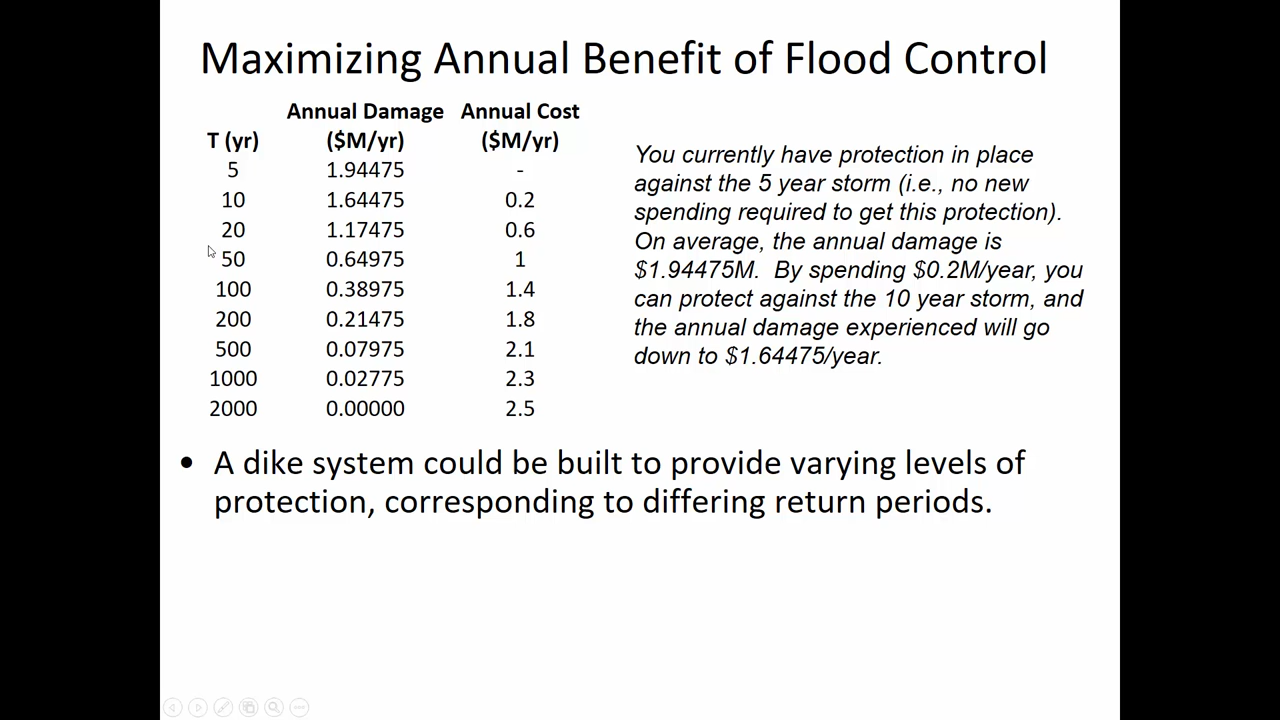 Maximizing Annual Benefit of Flood Control
Annual Damage Annual Cost
T (yr) ($M/yr) ($M/yr)
5 1.94475 -
10 1.64475 0.2
20 1.17475 0.6
50 0.64975 1
100 0.38975 1.4
200 0.21475 1.8
500 0.07975 2.1
1000 0.02775 2.3
2000 0.00000 2.5
You currently have protection in place
against the 5 year storm (i.e., no new
spending required to get this protection).
On average, the annual damage is
$1.94475M. By spending $0.2M/year, you
can protect against the 10 year storm, and
the annual damage experienced will go
down to $1.64475/year.
• A dike system could be built to provide varying levels of
protection, corresponding to differing return periods.